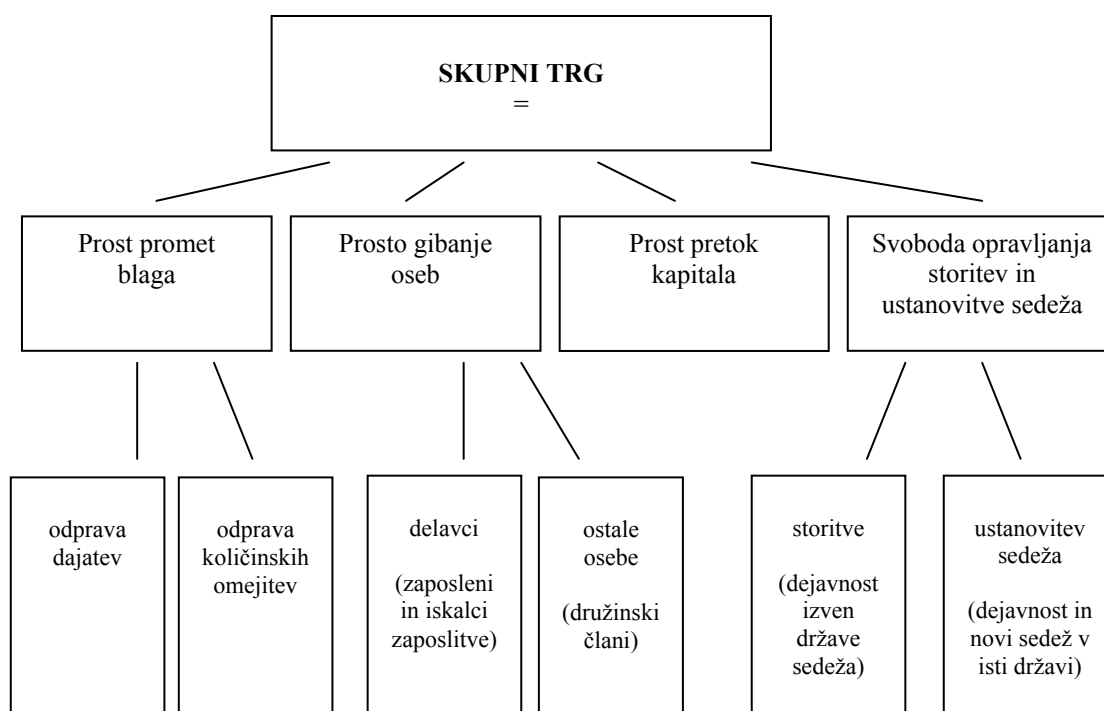 SKUPNI TRG
=
Prost promet
blaga
Prosto gibanje
oseb
Prost pretok
kapitala
Svoboda opravljanja
storitev in
ustanovitve sedeža
odprava
dajatev
odprava
količinskih
omejitev
delavci
(zaposleni
in iskalci
zaposlitve)
ostale
osebe
(družinski
člani)
storitve
(dejavnost
izven
države
sedeža)
ustanovitev
sedeža
(dejavnost in
novi sedež v
isti državi)